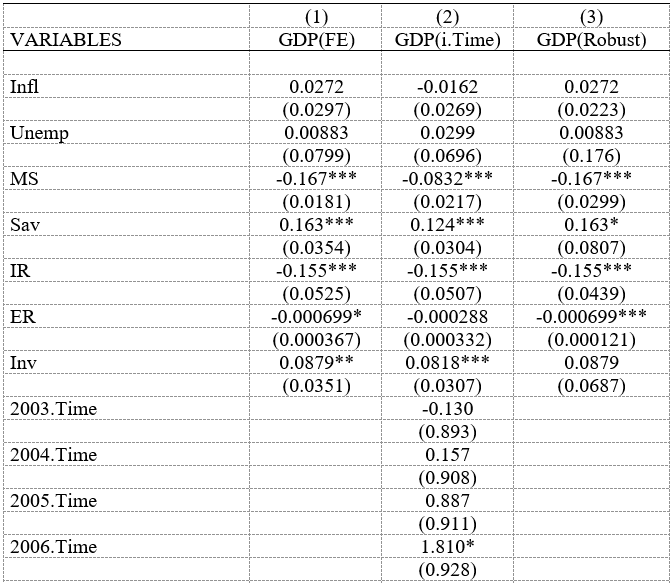 (1) (2) (3)
VARIABLES GDP(FE) GDP(i.Time) GDP(Robust)
Infl 0.0272 -0.0162 0.0272
(0.0297) (0.0269) (0.0223)
Unemp 0.00883 0.0299 0.00883
(0.0799) (0.0696) (0.176)
MS -0.167*** -0.0832*** -0.167***
(0.0181) (0.0217) (0.0299)
Sav 0.163*** 0.124*** 0.163*
(0.0354) (0.0304) (0.0807)
IR -0.155*** -0.155*** -0.155***
(0.0525) (0.0507) (0.0439)
ER -0.000699* -0.000288 -0.000699***
(0.000367) (0.000332) (0.000121)
Inv 0.0879** 0.0818*** 0.0879
(0.0351) (0.0307) (0.0687)
2003.Time -0.130
(0.893)
2004.Time 0.157
(0.908)
2005.Time 0.887
(0.911)
2006.Time 1.810*
(0.928)